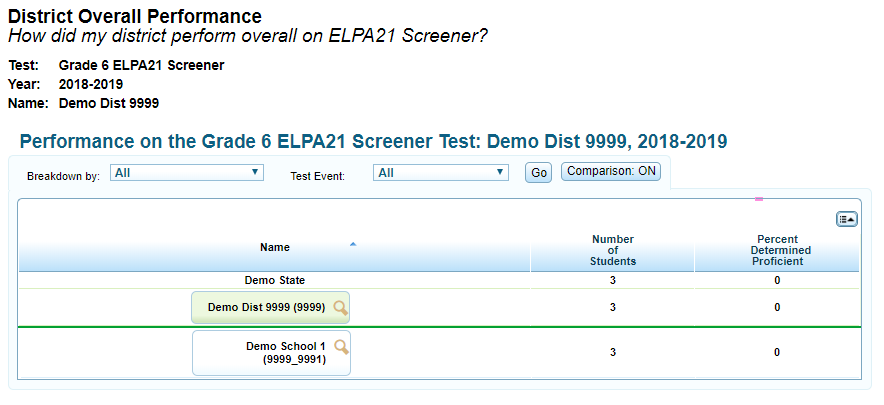 District Overall Performance
How did my district perform overall on ELPA21 Screener?
Test: Grade 6 ELPA21 Screener
Year: 2018-2019
Name: Demo Dist 9999
Performance on the Grade 6 ELPA21 Screener Test: Demo Dist 9999, 2018-2019
Breakdown by: All Test Event: All Go Comparison: ON
Name Number of Students Percent Determined Proficient
Demo State 3 0
Demo Dist 9999 (9999) 3 0
Demo School 1 (9999_9991) 3 0